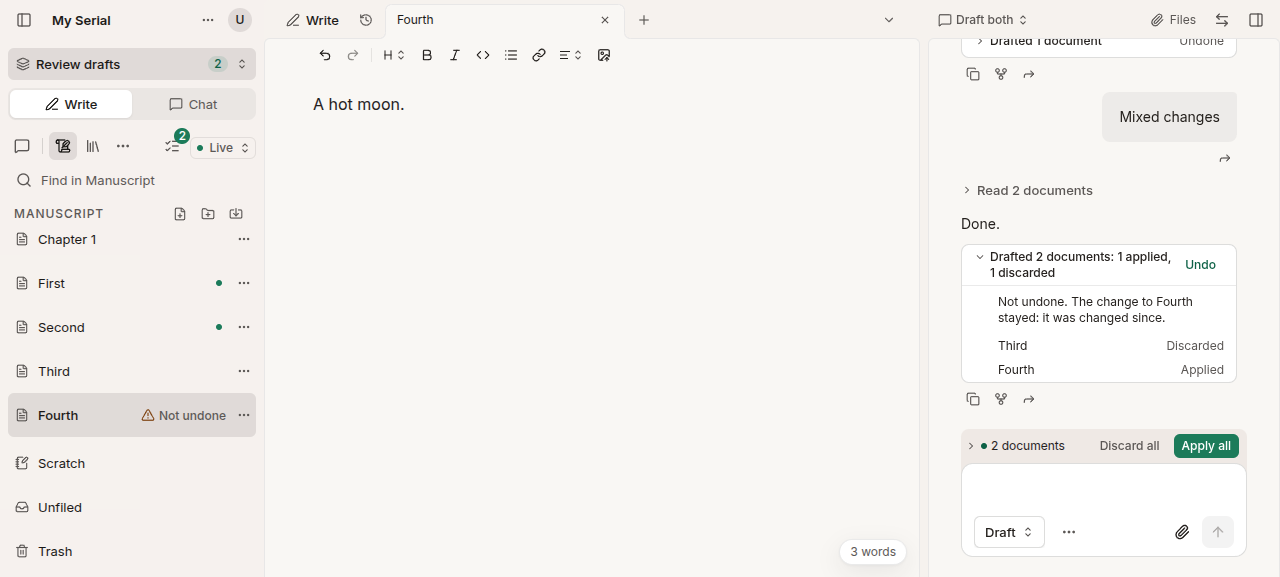 My Serial
U
Write
Fourth
Draft both
Files
Review drafts
2
Write
Chat
2
Live
Find in Manuscript
MANUSCRIPT
Chapter 1
First
Second
Third
Fourth
Not undone
Scratch
Unfiled
Trash
H
B
I
A hot moon.
3 words
Drafted 1 document
Undone
Mixed changes
Read 2 documents
Done.
Drafted 2 documents: 1 applied,
1 discarded
Undo
Not undone. The change to Fourth
stayed: it was changed since.
Third
Discarded
Fourth
Applied
2 documents
Discard all
Apply all
Draft